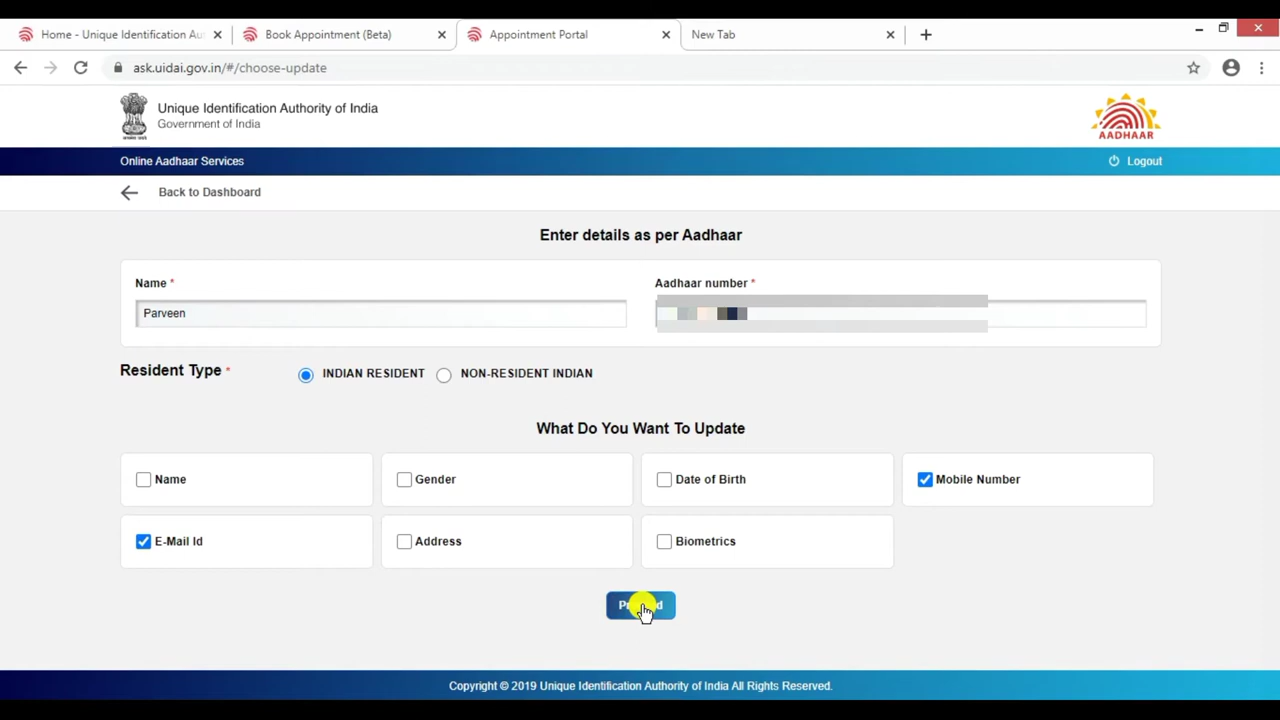 Home - Unique Identification Au
Book Appointment (Beta)
Appointment Portal
New Tab
ask.uidai.gov.in/#/choose-update
Unique Identification Authority of India
Government of India
AADHAAR
Online Aadhaar Services
Logout
Back to Dashboard
Enter details as per Aadhaar
Name *
Aadhaar number *
Parveen
Resident Type *
INDIAN RESIDENT
NON-RESIDENT INDIAN
What Do You Want To Update
Name
Gender
Date of Birth
Mobile Number
E-Mail Id
Address
Biometrics
Copyright © 2019 Unique Identification Authority of India All Rights Reserved.